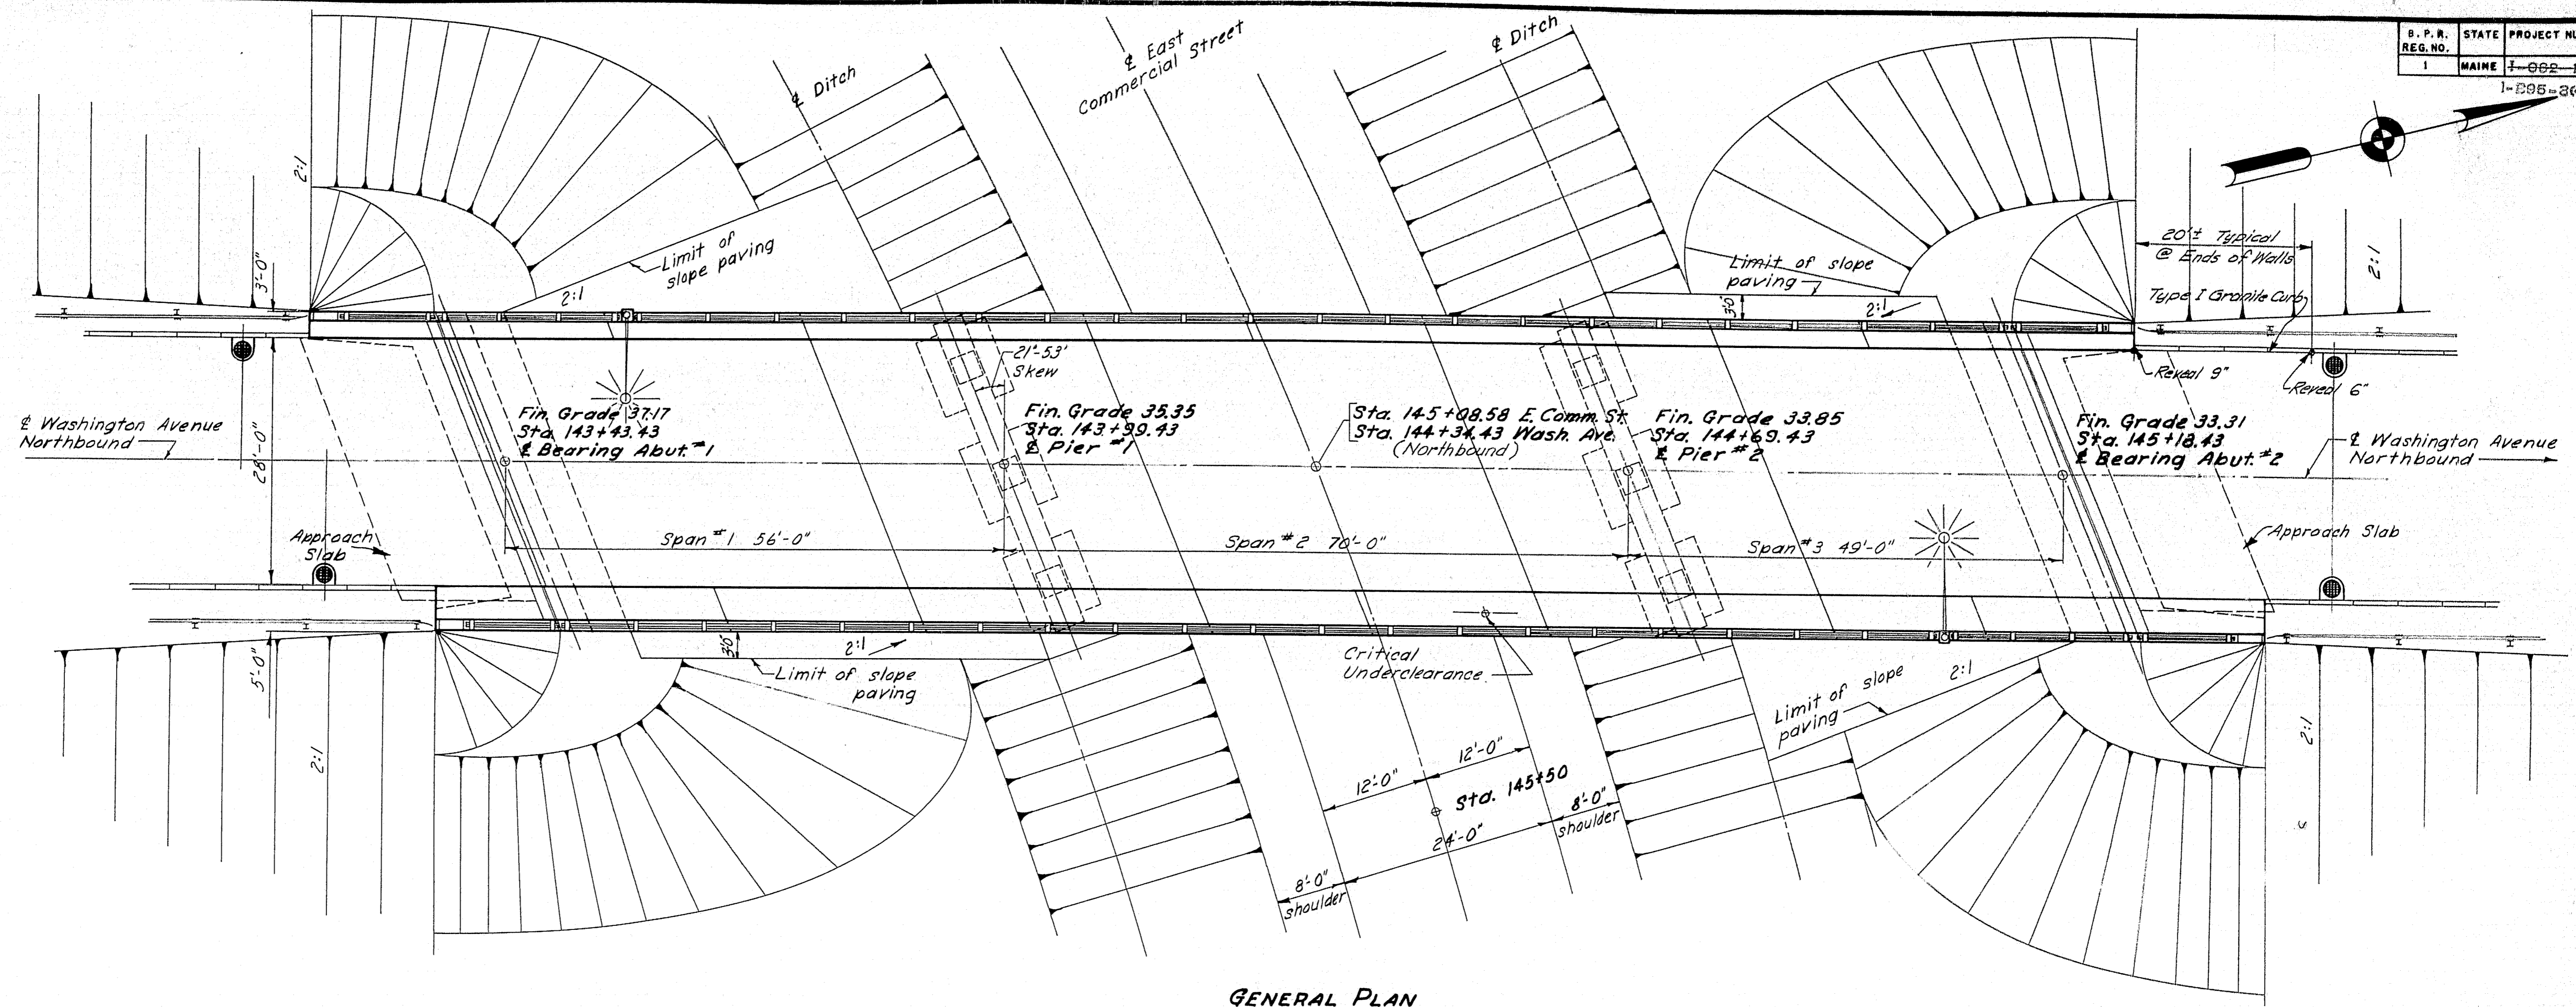 B. P. R.
REG. NO.
STATE
PROJECT NU
1
MAINE
I-082-1
I-295-3
℄ East
Commercial Street
℄ Ditch
℄ Ditch
2:1
Limit of
slope paving
2:1
3'-0"
Limit of slope
paving
3'0"
2:1
20'± Typical
@ Ends of Walls
2:1
Type I Granite Curb
Reveal 9"
Reveal 6"
21°-53'
Skew
℄ Washington Avenue
Northbound
28'-0"
Fin. Grade 37.17
Sta. 143+43.43
℄ Bearing Abut. #1
Fin. Grade 35.35
Sta. 143+99.43
℄ Pier #1
Sta. 145+08.58 E. Comm. St.
Sta. 144+34.43 Wash. Ave.
(Northbound)
Fin. Grade 33.85
Sta. 144+69.43
℄ Pier #2
Fin. Grade 33.31
Sta. 145+18.43
℄ Bearing Abut. #2
℄ Washington Avenue
Northbound
Approach
Slab
Span #1 56'-0"
Span #2 70'-0"
Span #3 49'-0"
Approach Slab
5'-0"
2:1
3'0"
2:1
Limit of slope
paving
Critical
Underclearance
Limit of slope
paving
2:1
2:1
12'-0"
12'-0"
Sta. 145+50
8'-0"
shoulder
24'-0"
8'-0"
shoulder
GENERAL PLAN